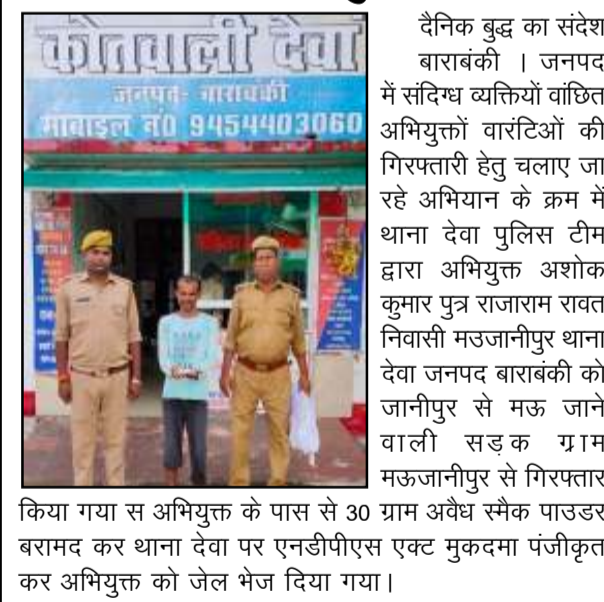 कोतवाली देवा
जनपद- बाराबंकी
मोबाइल नं0 9454403060
दैनिक बुद्ध का संदेश
बाराबंकी । जनपद
में संदिग्ध व्यक्तियों वांछित
अभियुक्तों वारंटिओं की
गिरफ्तारी हेतु चलाए जा
रहे अभियान के क्रम में
थाना देवा पुलिस टीम
द्वारा अभियुक्त अशोक
कुमार पुत्र राजाराम रावत
निवासी मउजानीपुर थाना
देवा जनपद बाराबंकी को
जानीपुर से मऊ जाने
वाली सड़क ग्राम
मऊजानीपुर से गिरफ्तार
किया गया स अभियुक्त के पास से 30 ग्राम अवैध स्मैक पाउडर
बरामद कर थाना देवा पर एनडीपीएस एक्ट मुकदमा पंजीकृत
कर अभियुक्त को जेल भेज दिया गया।